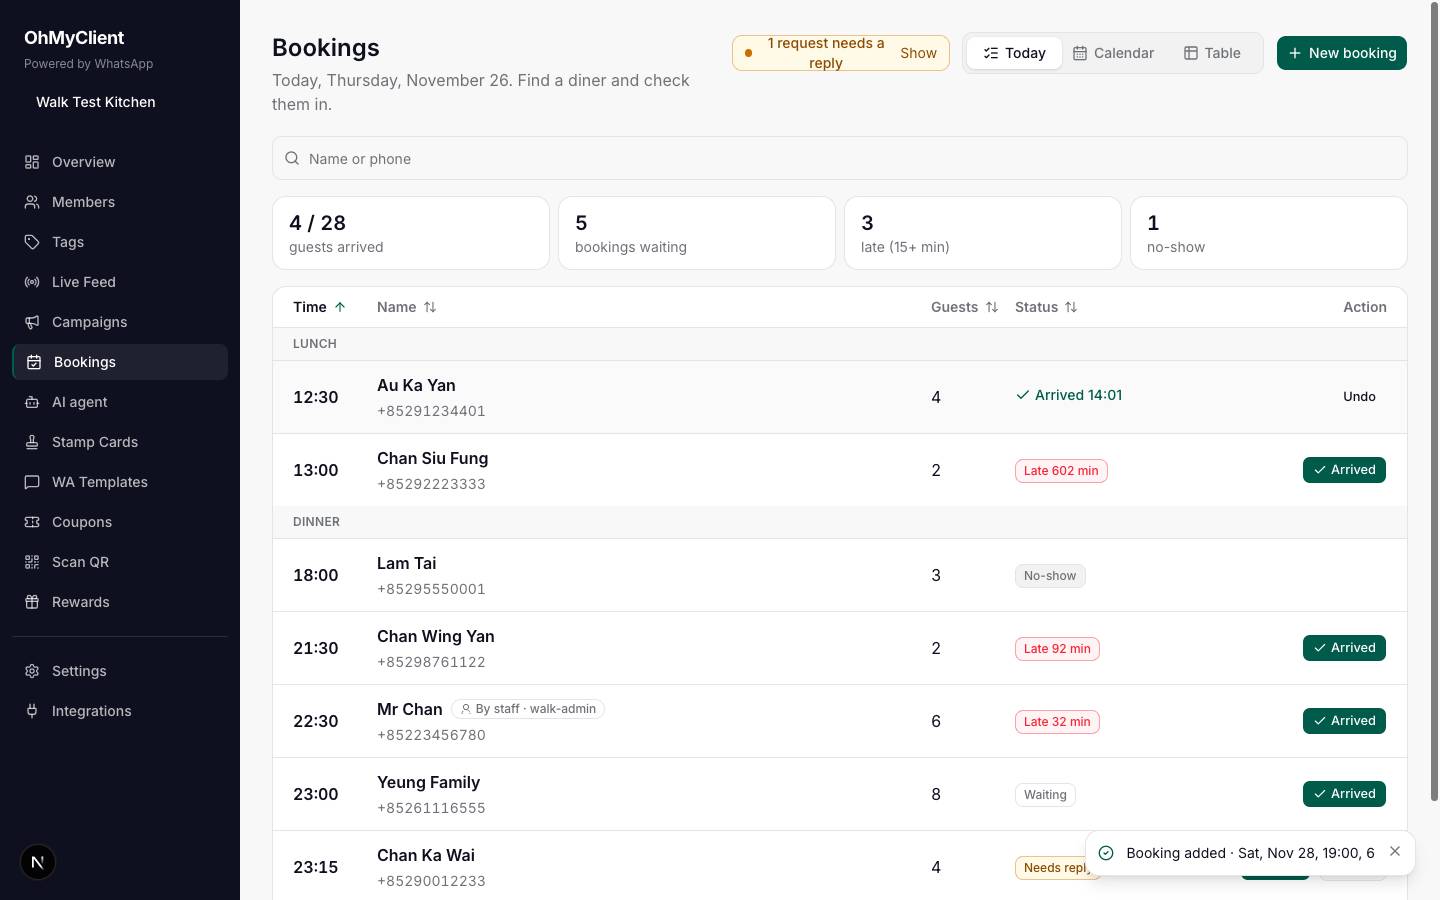 OhMyClient
Powered by WhatsApp
Walk Test Kitchen
Overview
Members
Tags
Live Feed
Campaigns
Bookings
AI agent
Stamp Cards
WA Templates
Coupons
Scan QR
Rewards
Settings
Integrations
N
Bookings
Today, Thursday, November 26. Find a diner and check
them in.
1 request needs a
reply
Show
Today
Calendar
Table
New booking
Name or phone
4 / 28
guests arrived
5
bookings waiting
3
late (15+ min)
1
no-show
Time Name Guests Status Action
LUNCH
12:30 Au Ka Yan 4 Arrived 14:01 Undo
+85291234401
13:00 Chan Siu Fung 2 Late 602 min Arrived
+85292223333
DINNER
18:00 Lam Tai 3 No-show
+85295550001
21:30 Chan Wing Yan 2 Late 92 min Arrived
+85298761122
22:30 Mr Chan By staff · walk-admin 6 Late 32 min Arrived
+85223456780
23:00 Yeung Family 8 Waiting Arrived
+85261116555
23:15 Chan Ka Wai 4 Needs reply
+85290012233
Booking added · Sat, Nov 28, 19:00, 6